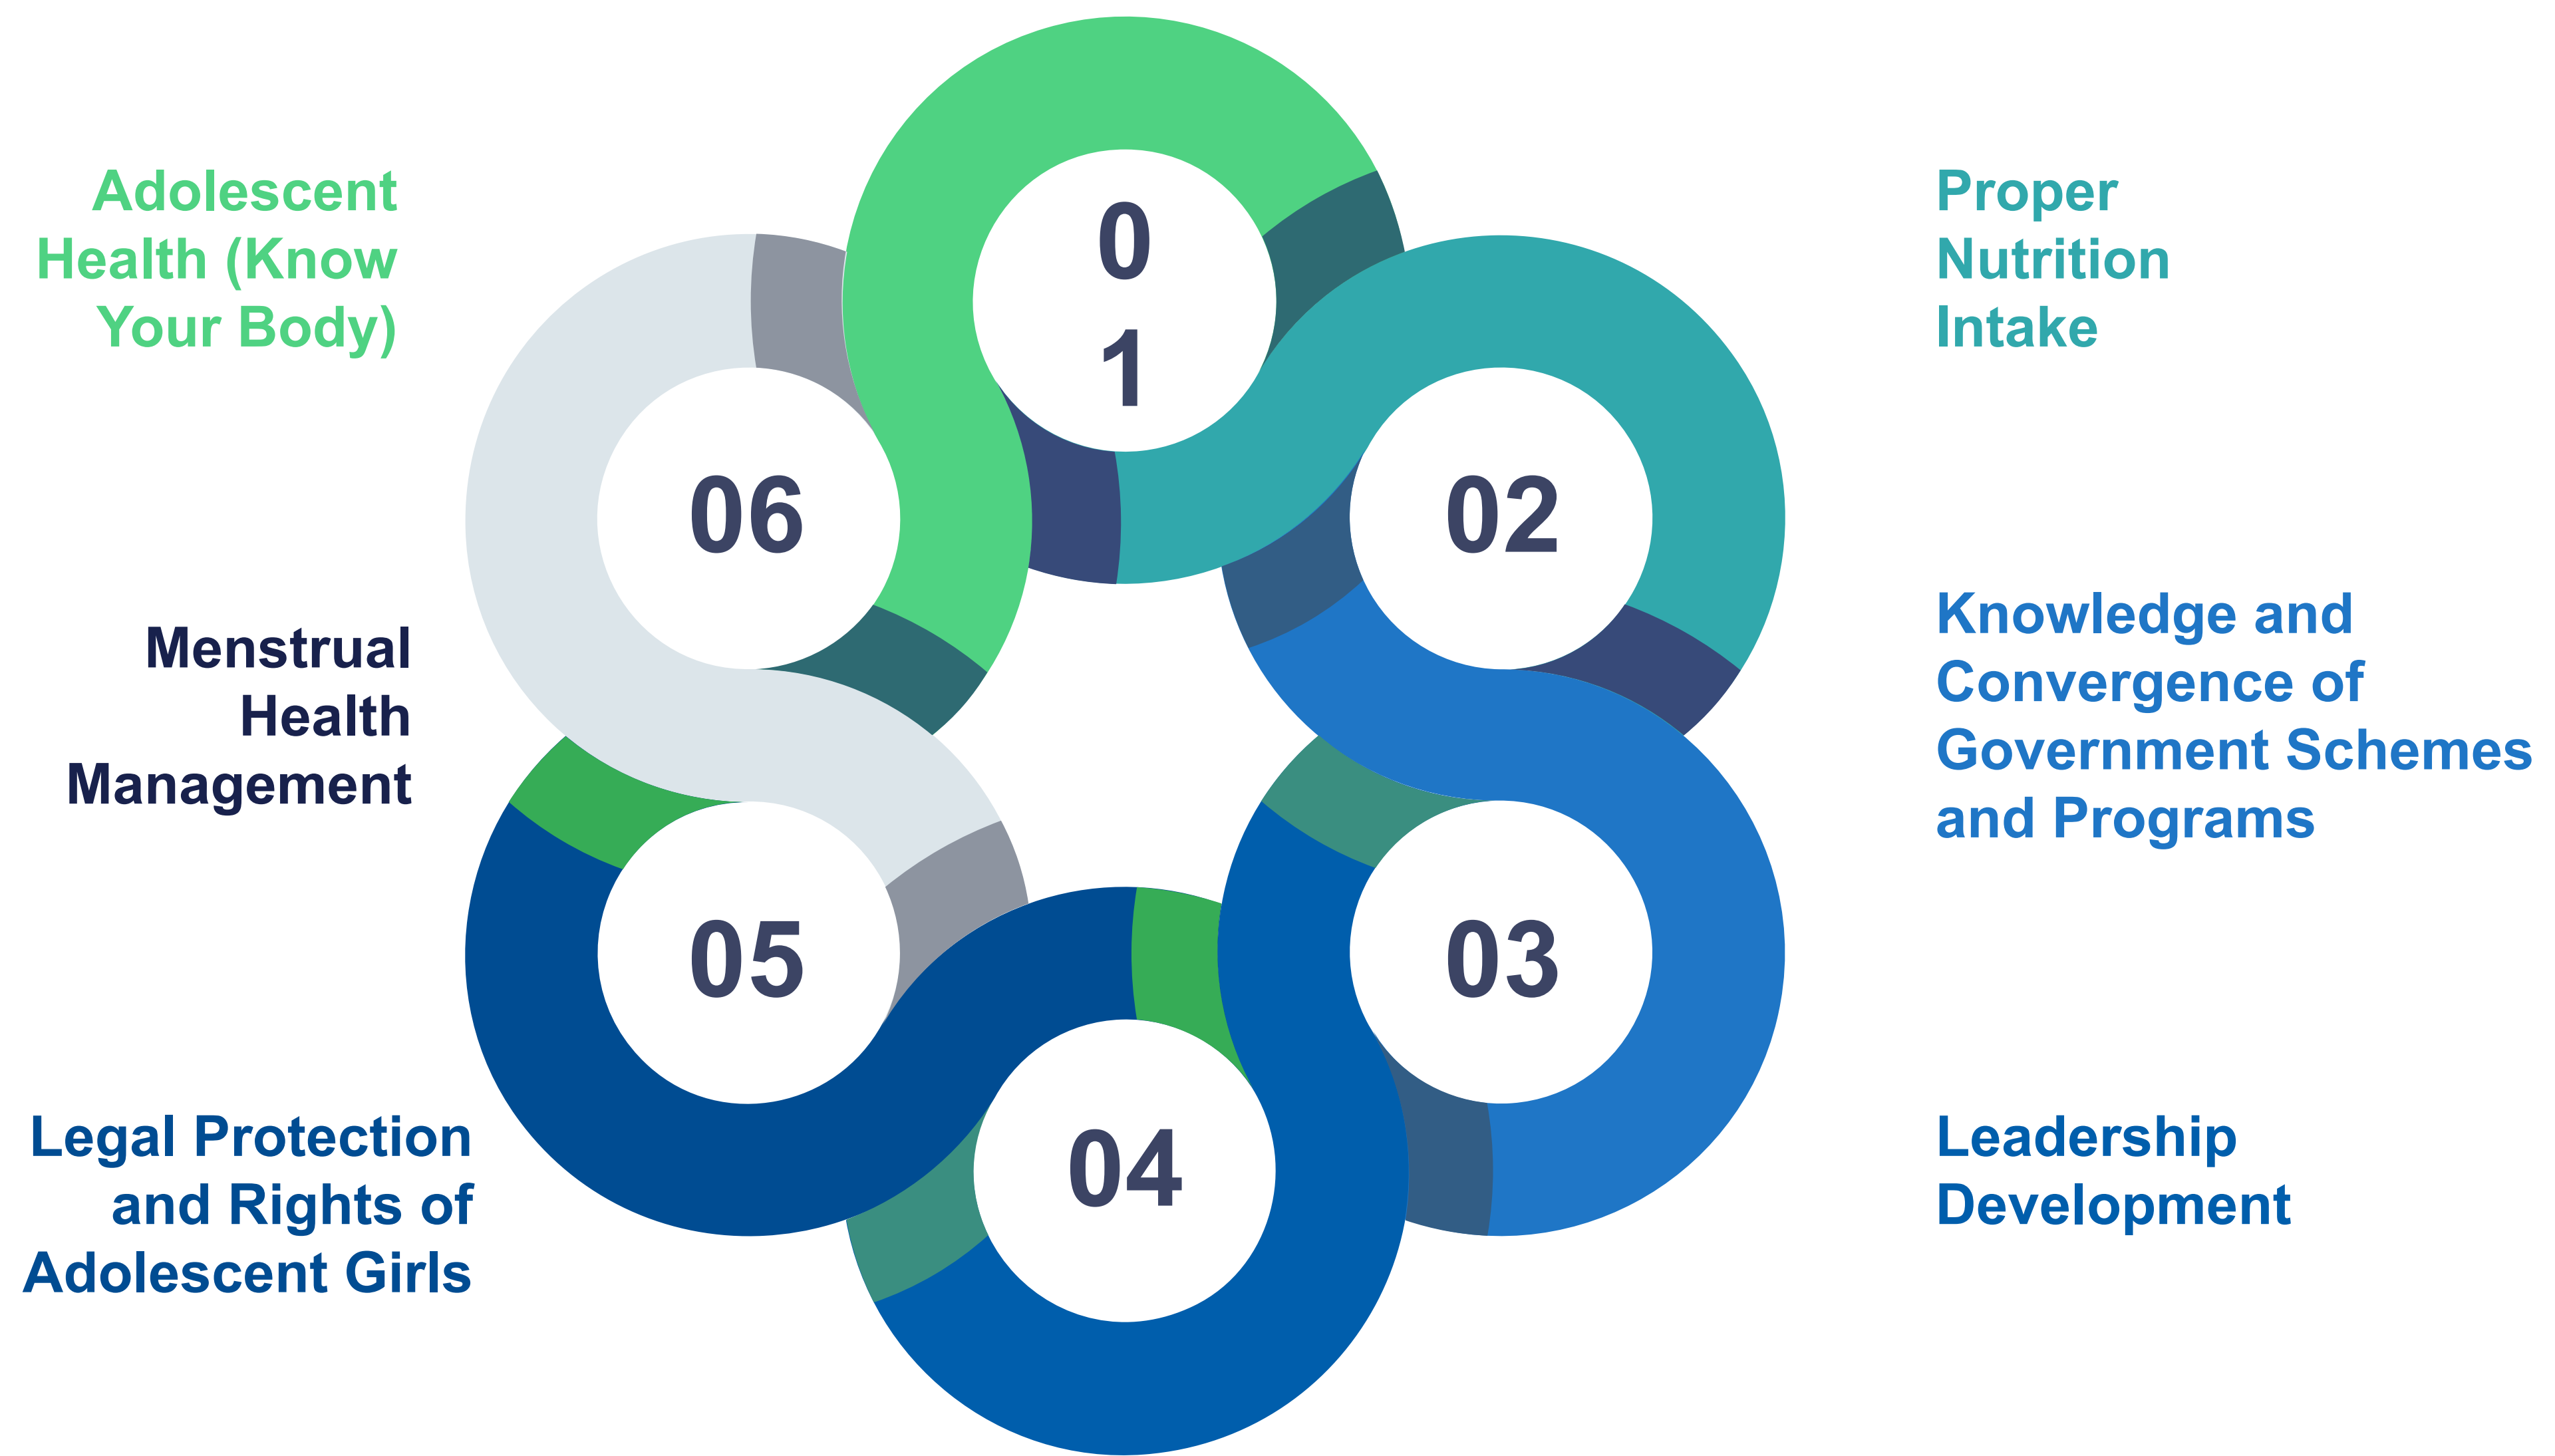 Adolescent
Health (Know
Your Body)
Menstrual
Health
Management
Legal Protection
and Rights of
Adolescent Girls
0
1
02
03
04
05
06
Proper
Nutrition
Intake
Knowledge and
Convergence of
Government Schemes
and Programs
Leadership
Development